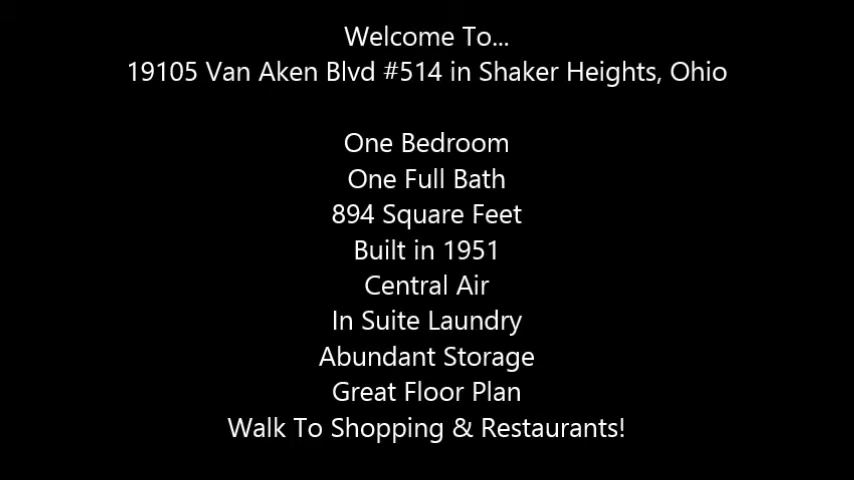 Welcome To...
19105 Van Aken Blvd #514 in Shaker Heights, Ohio
One Bedroom
One Full Bath
894 Square Feet
Built in 1951
Central Air
In Suite Laundry
Abundant Storage
Great Floor Plan
Walk To Shopping & Restaurants!